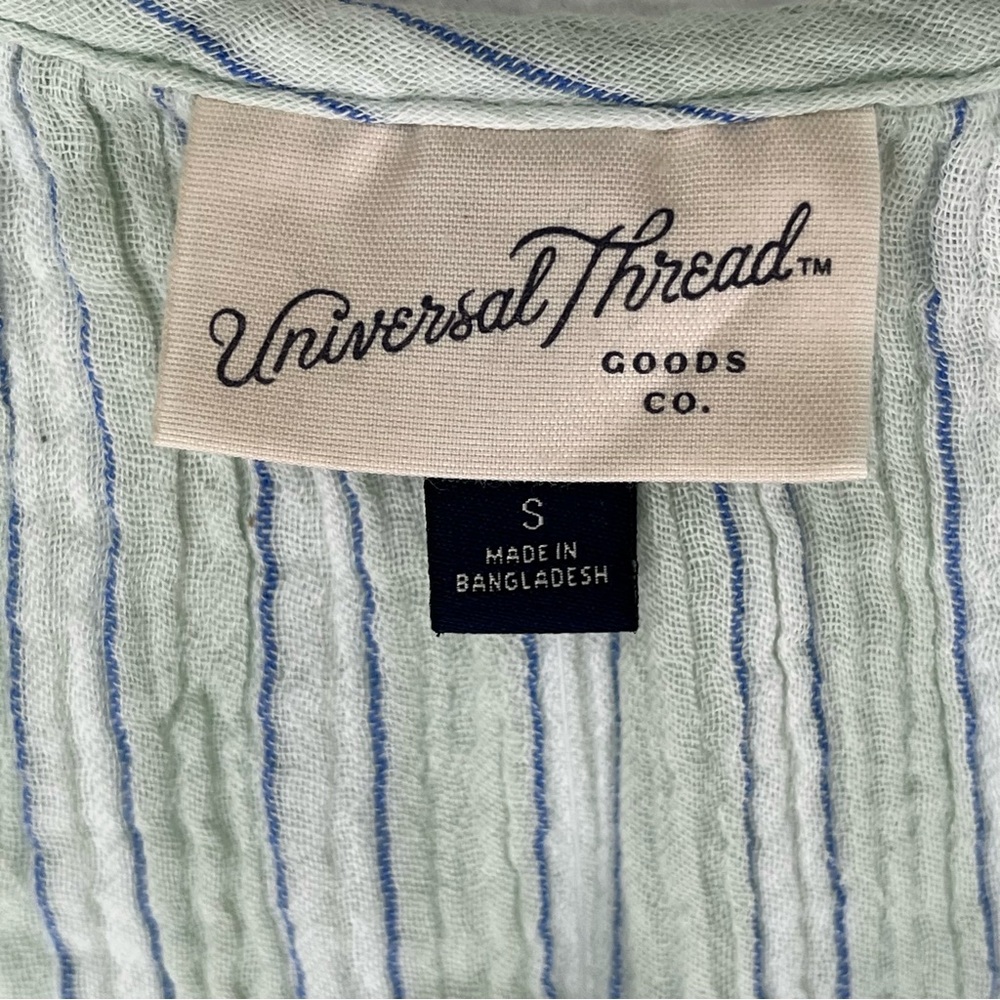 Universal Thread™
GOODS
CO.
S
MADE IN
BANGLADESH